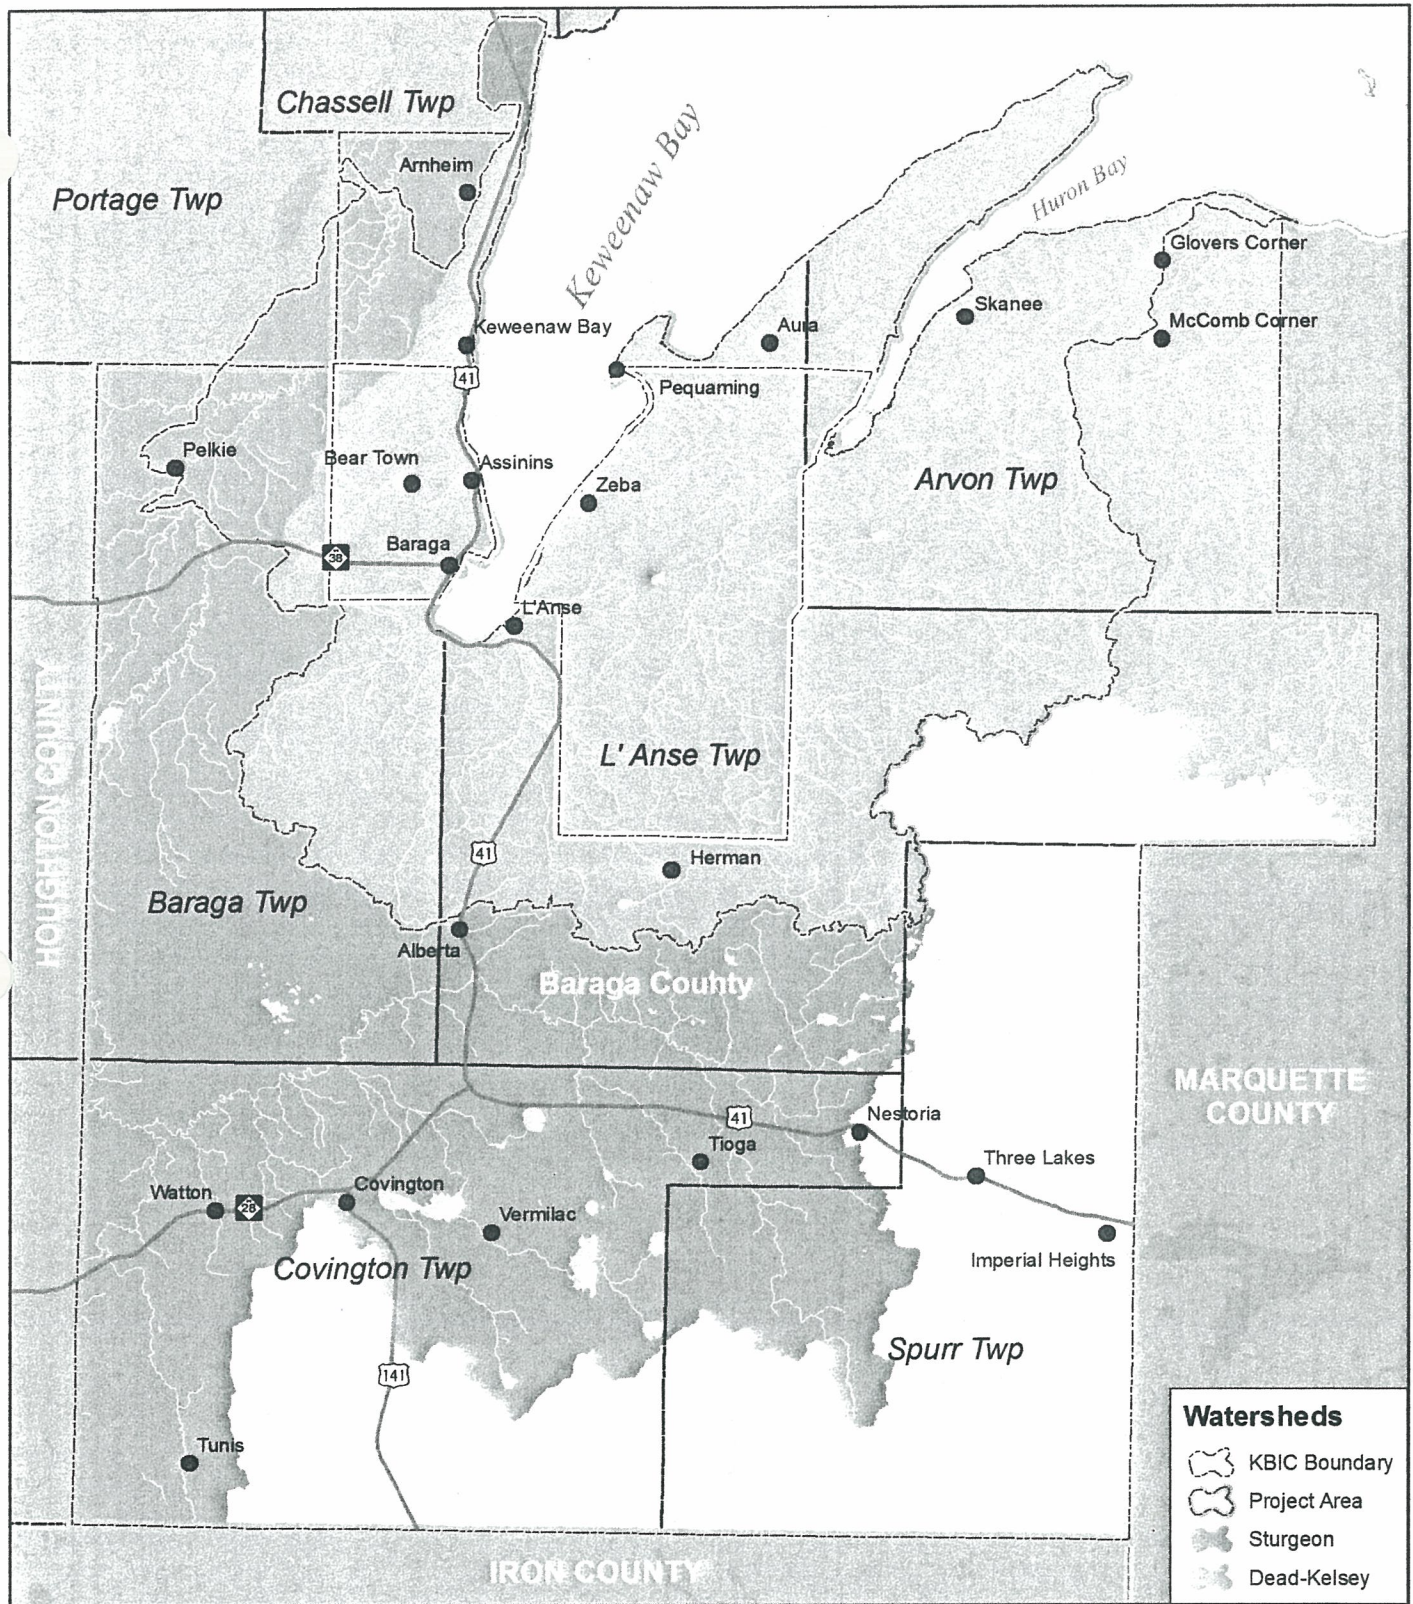 Chassell Twp
Arnheim
Portage Twp
Keweenaw Bay
Huron Bay
Glovers Corner
Skanee
McComb Corner
Keweenaw Bay
Aura
41
Pequaming
Pelkie
Bear Town
Assinins
Zeba
Arvon Twp
Baraga
38
L'Anse
HOUGHTON COUNTY
L' Anse Twp
41
Herman
Baraga Twp
Alberta
Baraga County
MARQUETTE
COUNTY
41
Nestoria
Tioga
Three Lakes
Watton
28
Covington
Vermilac
Imperial Heights
Covington Twp
Spurr Twp
141
Tunis
Watersheds
KBIC Boundary
Project Area
Sturgeon
Dead-Kelsey
IRON COUNTY